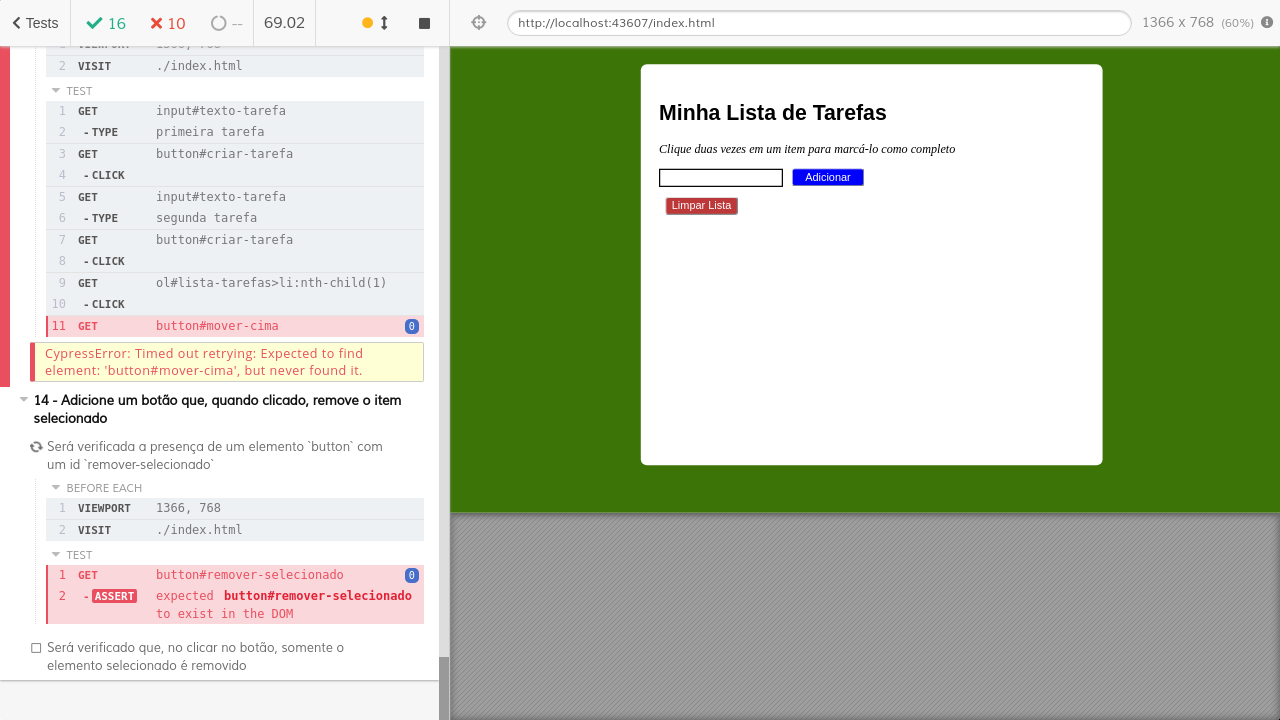 Tests 16 10 -- 69.02 http://localhost:43607/index.html 1366 x 768 (60%)
1 VIEWPORT 1366, 768
2 VISIT ./index.html
TEST
1 GET input#texto-tarefa
2 -TYPE primeira tarefa
3 GET button#criar-tarefa
4 -CLICK
5 GET input#texto-tarefa
6 -TYPE segunda tarefa
7 GET button#criar-tarefa
8 -CLICK
9 GET ol#lista-tarefas>li:nth-child(1)
10 -CLICK
11 GET button#mover-cima 0
CypressError: Timed out retrying: Expected to find
element: 'button#mover-cima', but never found it.
14 - Adicione um botão que, quando clicado, remove o item
selecionado
Será verificada a presença de um elemento `button` com
um id `remover-selecionado`
BEFORE EACH
1 VIEWPORT 1366, 768
2 VISIT ./index.html
TEST
1 GET button#remover-selecionado 0
2 -ASSERT expected button#remover-selecionado
to exist in the DOM
Será verificado que, no clicar no botão, somente o
elemento selecionado é removido
Minha Lista de Tarefas
Clique duas vezes em um item para marcá-lo como completo
Adicionar
Limpar Lista